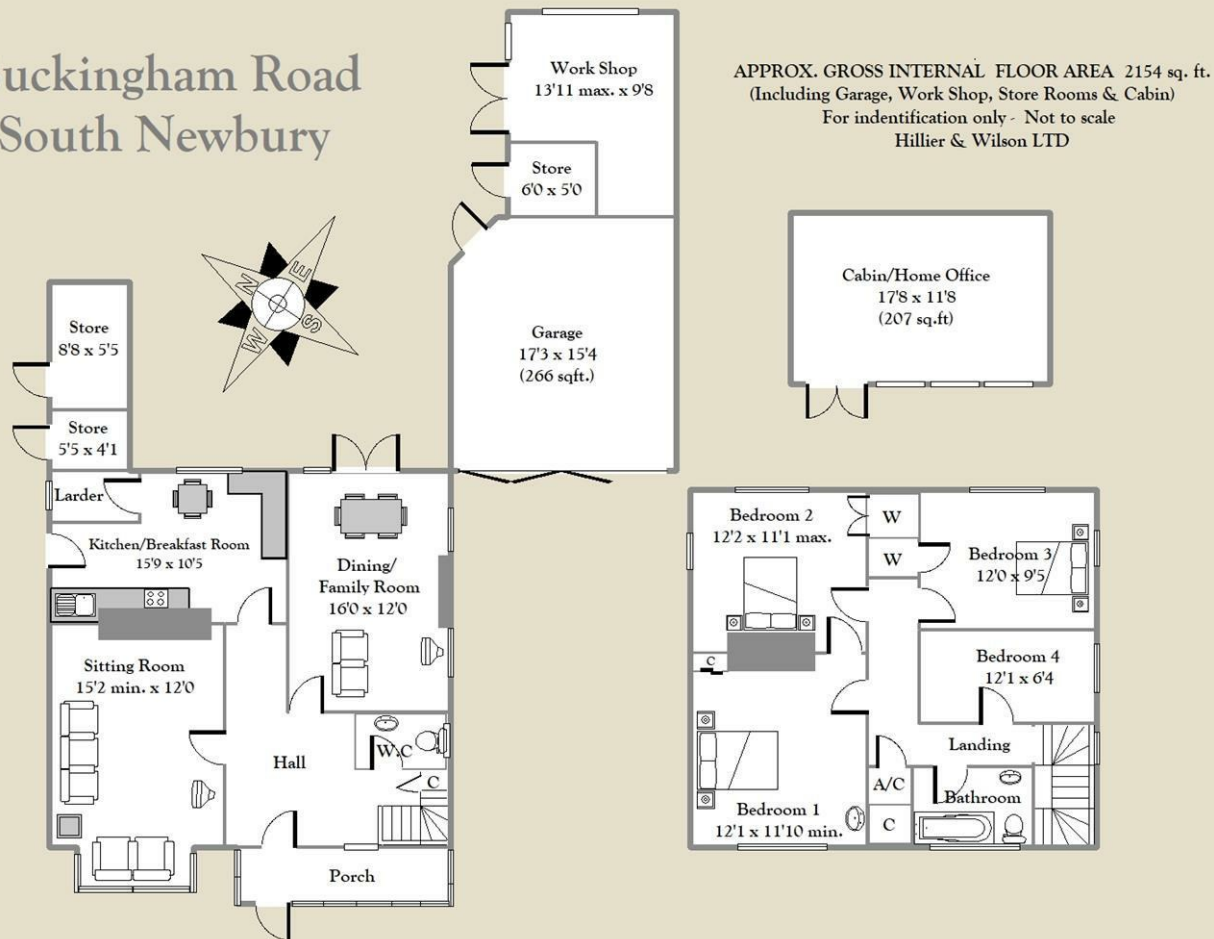 uckingham Road
South Newbury
APPROX. GROSS INTERNAL FLOOR AREA 2154 sq. ft.
(Including Garage, Work Shop, Store Rooms & Cabin)
For indentification only - Not to scale
Hillier & Wilson LTD
Work Shop
13'11 max. x 9'8
Store
6'0 x 5'0
Garage
17'3 x 15'4
(266 sqft.)
Cabin/Home Office
17'8 x 11'8
(207 sq.ft)
N
E
S
W
Store
8'8 x 5'5
Store
5'5 x 4'1
Larder
Kitchen/Breakfast Room
15'9 x 10'5
Dining/
Family Room
16'0 x 12'0
Sitting Room
15'2 min. x 12'0
Hall
W.C
C
Porch
Bedroom 2
12'2 x 11'1 max.
W
W
Bedroom 3
12'0 x 9'5
C
Bedroom 4
12'1 x 6'4
Landing
A/C
C
Bathroom
Bedroom 1
12'1 x 11'10 min.